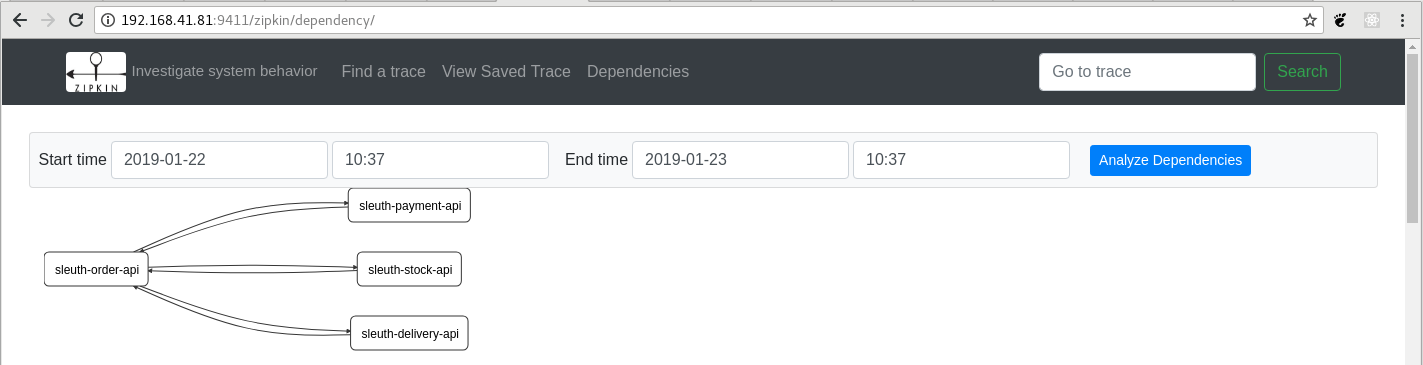 192.168.41.81:9411/zipkin/dependency/
ZIPKIN Investigate system behavior Find a trace View Saved Trace Dependencies Go to trace Search
Start time 2019-01-22 10:37 End time 2019-01-23 10:37 Analyze Dependencies
sleuth-payment-api
sleuth-order-api sleuth-stock-api
sleuth-delivery-api